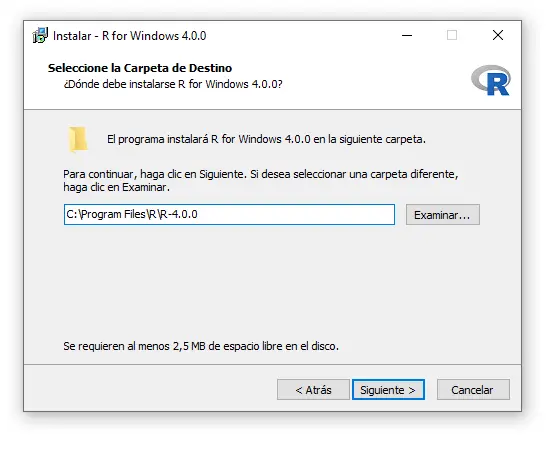 Instalar - R for Windows 4.0.0
Seleccione la Carpeta de Destino
¿Dónde debe instalarse R for Windows 4.0.0?
R
El programa instalará R for Windows 4.0.0 en la siguiente carpeta.
Para continuar, haga clic en Siguiente. Si desea seleccionar una carpeta diferente,
haga clic en Examinar.
C:\Program Files\R\R-4.0.0
Examinar...
Se requieren al menos 2,5 MB de espacio libre en el disco.
< Atrás
Siguiente >
Cancelar